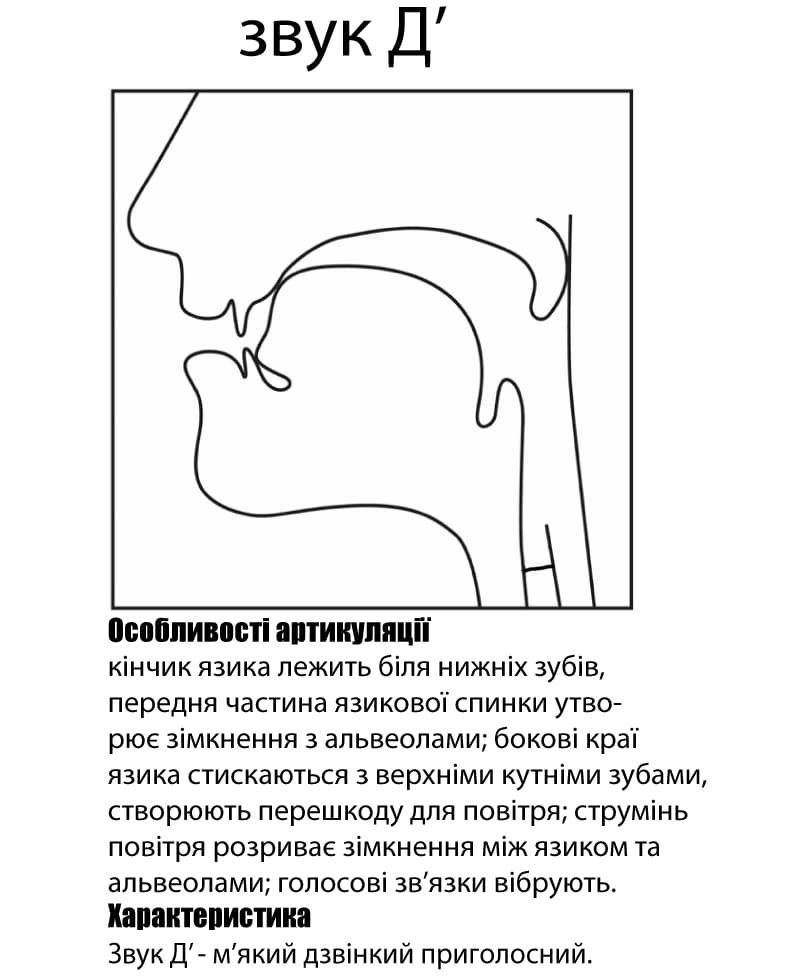 звук Д’
Особливості артикуляції
кінчик язика лежить біля нижніх зубів,
передня частина язикової спинки утво-
рює зімкнення з альвеолами; бокові краї
язика стискаються з верхніми кутніми зубами,
створюють перешкоду для повітря; струмінь
повітря розриває зімкнення між язиком та
альвеолами; голосові зв’язки вібрують.
Характеристика
Звук Д’ - м’який дзвінкий приголосний.